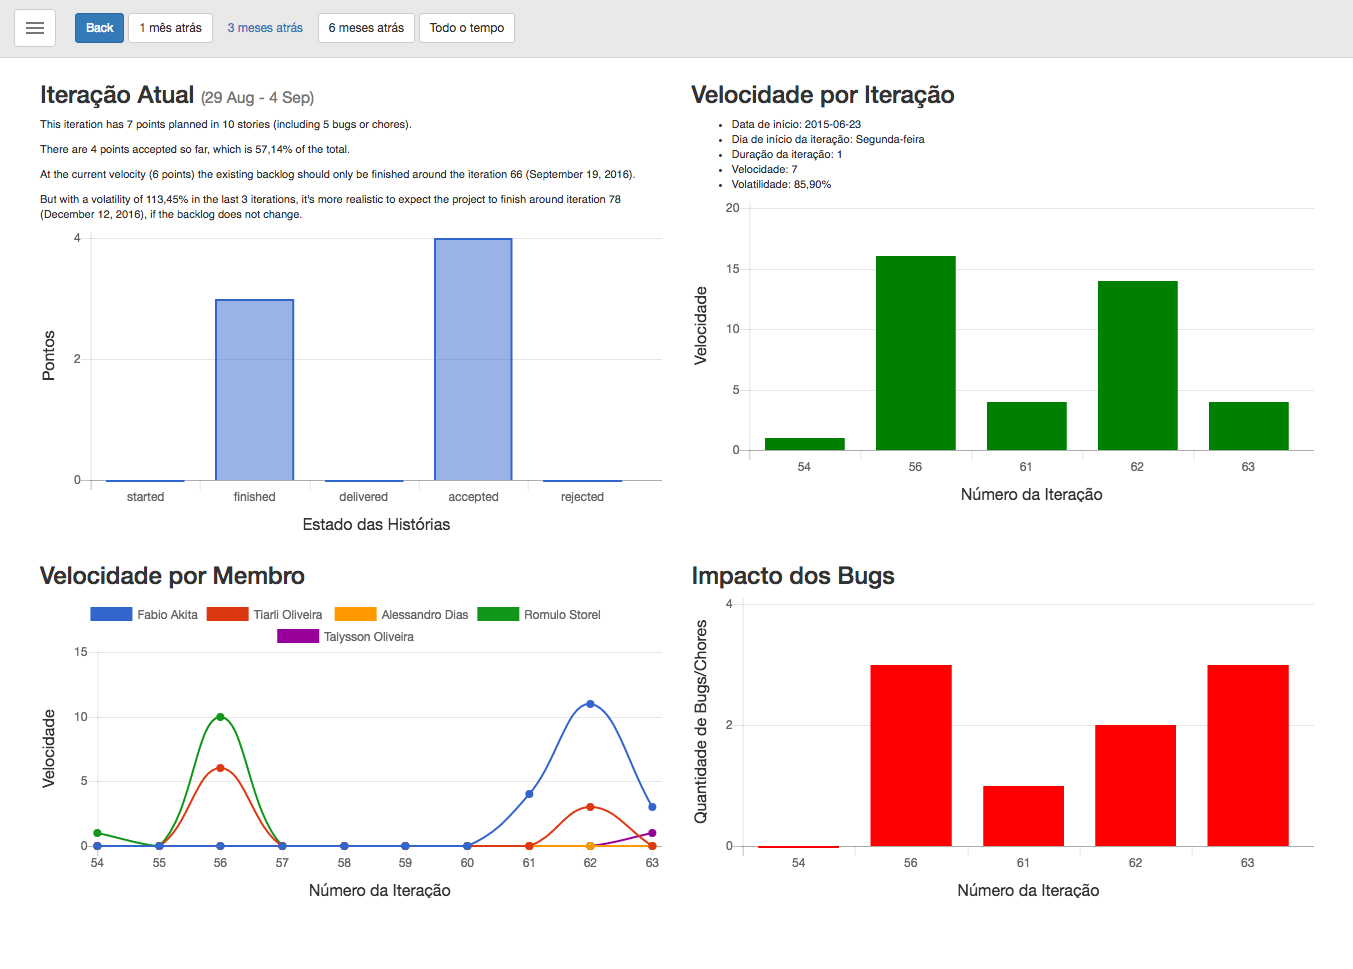 Back 1 mês atrás 3 meses atrás 6 meses atrás Todo o tempo
Iteração Atual (29 Aug - 4 Sep)
This iteration has 7 points planned in 10 stories (including 5 bugs or chores).
There are 4 points accepted so far, which is 57,14% of the total.
At the current velocity (6 points) the existing backlog should only be finished around the iteration 66 (September 19, 2016).
But with a volatility of 113,45% in the last 3 iterations, it's more realistic to expect the project to finish around iteration 78
(December 12, 2016), if the backlog does not change.
4
2
0
Pontos
started finished delivered accepted rejected
Estado das Histórias
Velocidade por Iteração
• Data de início: 2015-06-23
• Dia de início da iteração: Segunda-feira
• Duração da iteração: 1
• Velocidade: 7
• Volatilidade: 85,90%
20
15
10
5
0
Velocidade
54 56 61 62 63
Número da Iteração
Velocidade por Membro
Fabio Akita Tiarli Oliveira Alessandro Dias Romulo Storel
Talysson Oliveira
15
10
5
0
Velocidade
54 55 56 57 58 59 60 61 62 63
Número da Iteração
Impacto dos Bugs
4
2
0
Quantidade de Bugs/Chores
54 56 61 62 63
Número da Iteração